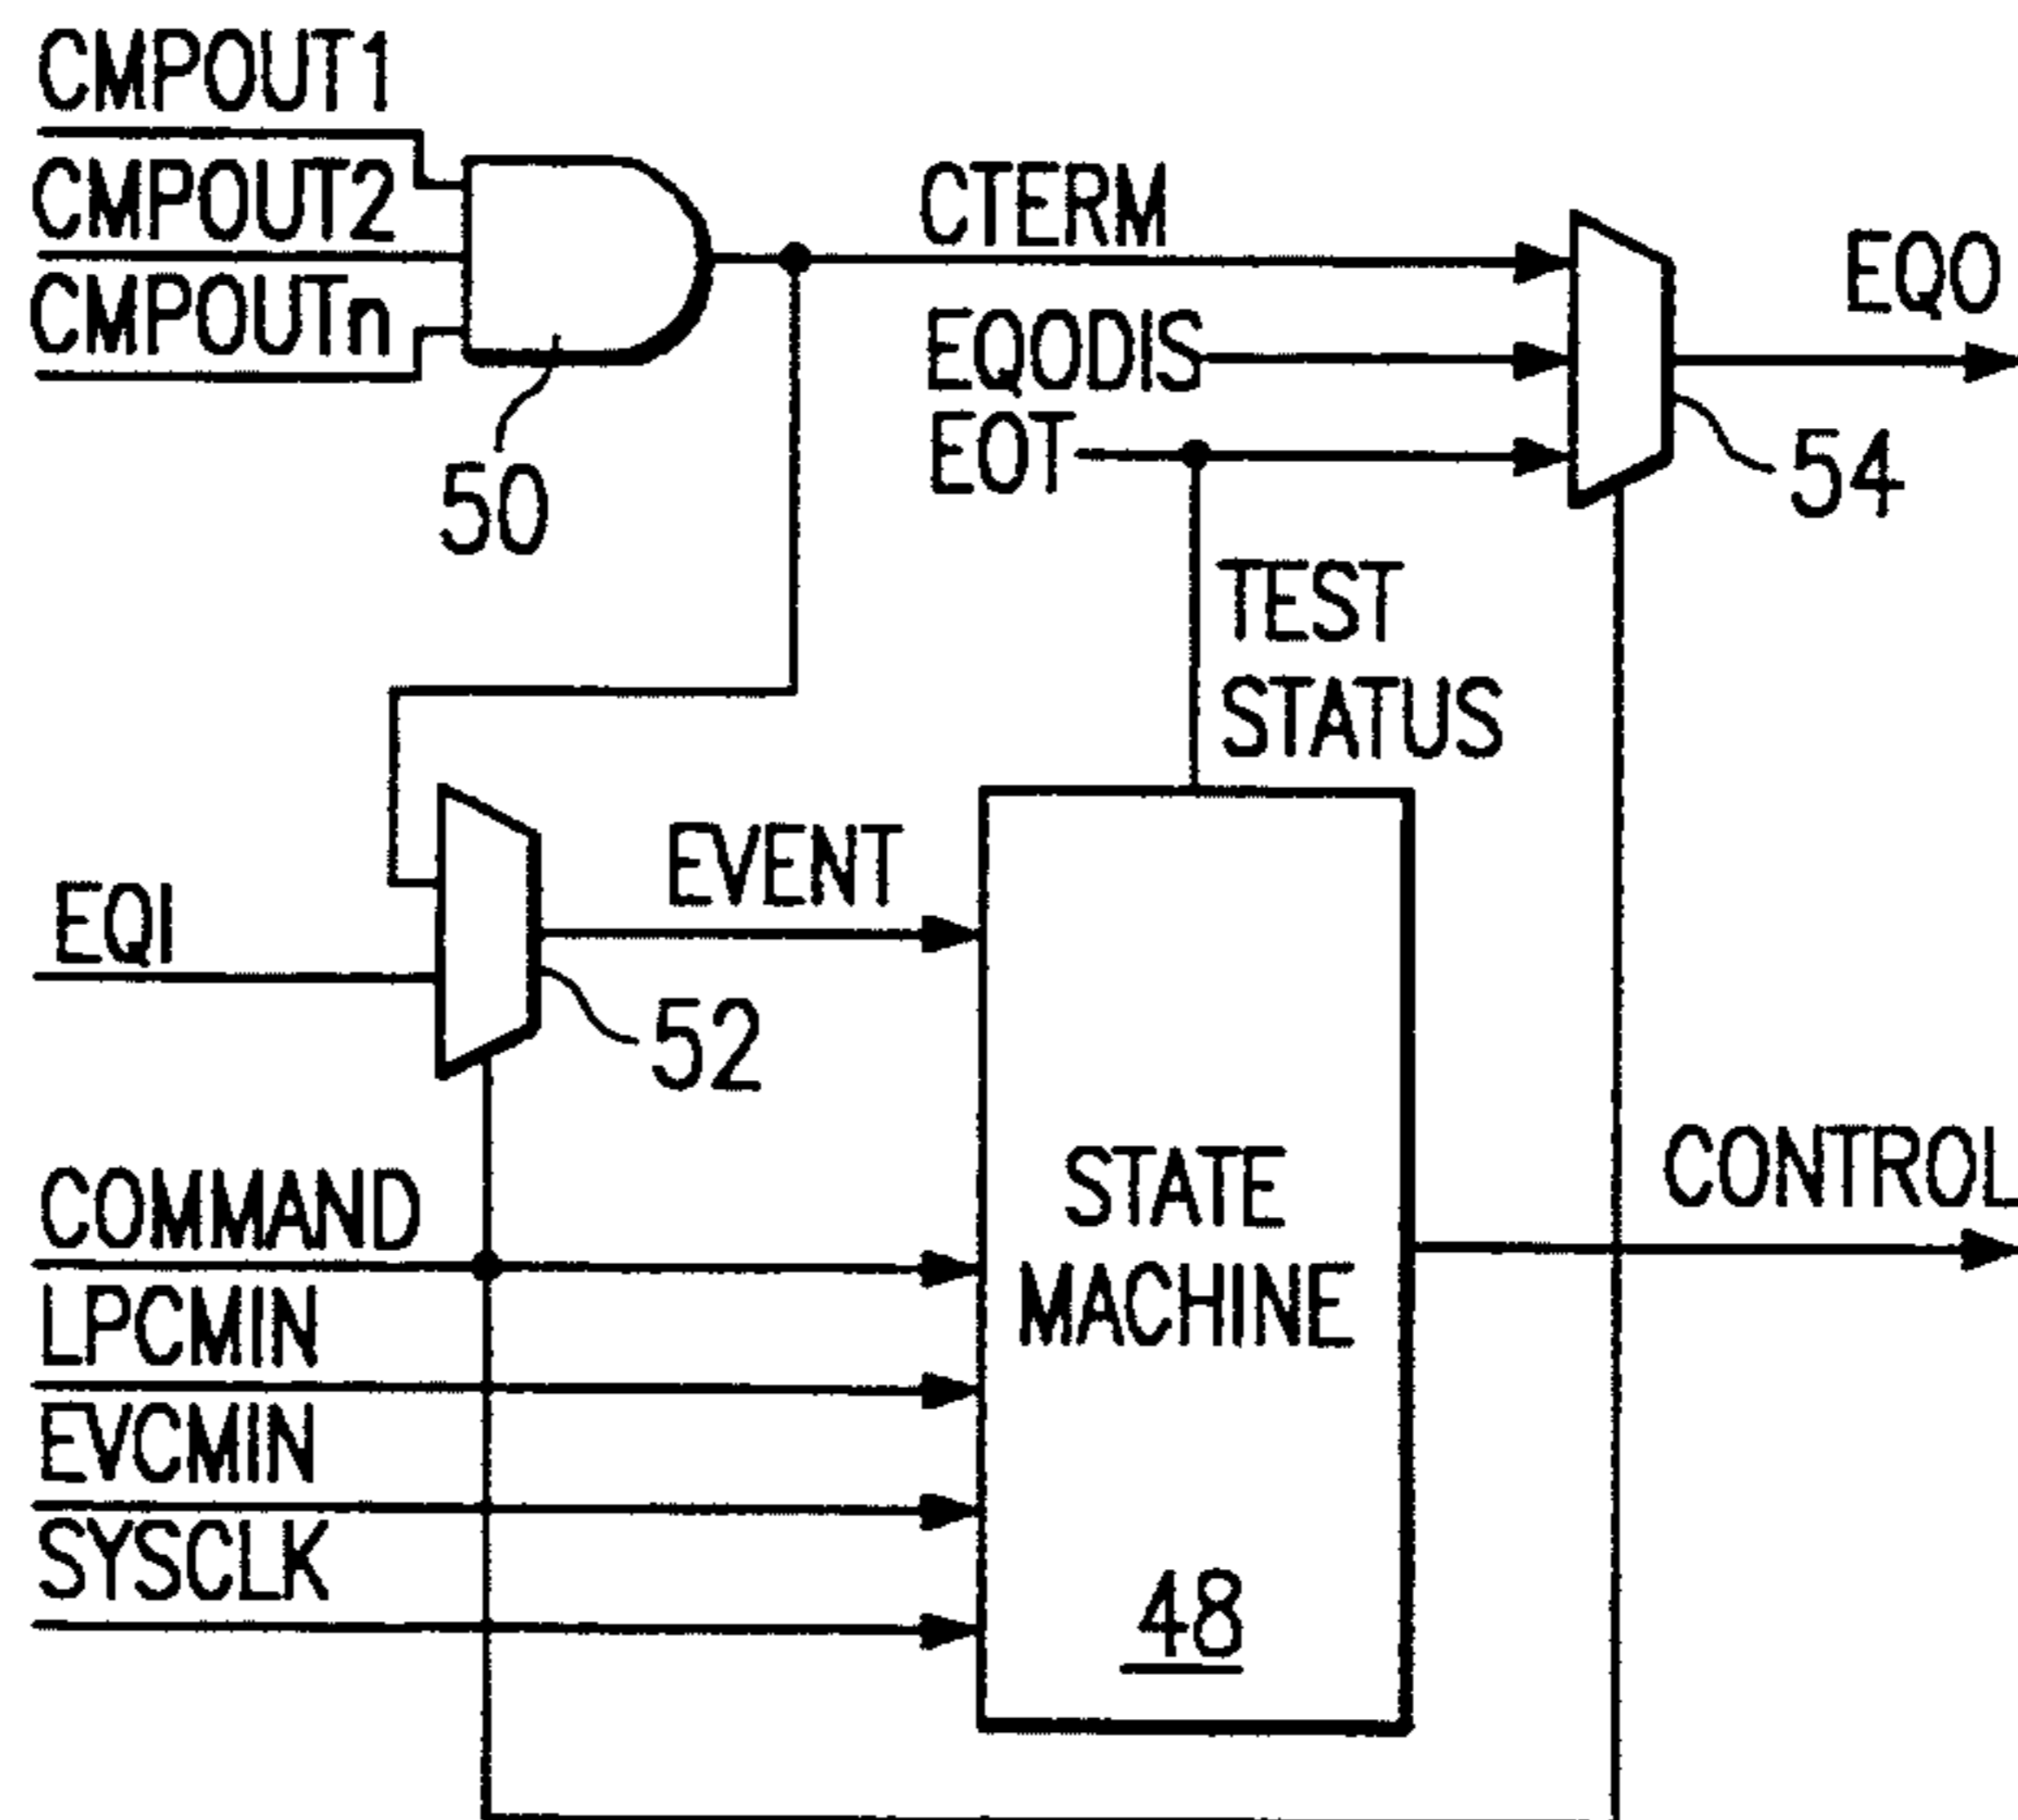 CMPOUT1
CMPOUT2
CMPOUTn
50
CTERM
EQODIS
EOT
EQO
54
TEST
STATUS
EQI
EVENT
52
COMMAND
LPCMIN
EVCMIN
SYSCLK
STATE
MACHINE
48
CONTROL